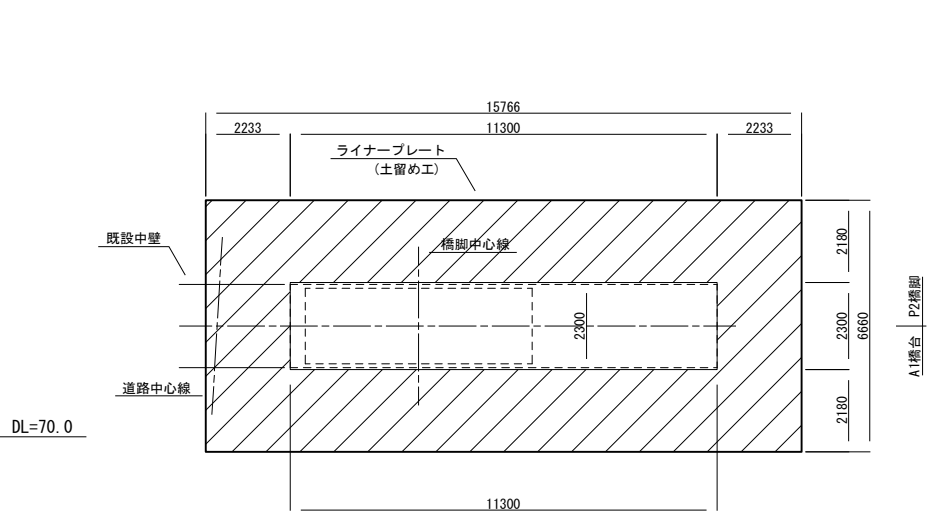 15766
2233
11300
2233
ライナープレート
(土留め工)
既設中壁
橋脚中心線
2180
2300
2300
6660
A1橋台 P2橋脚
道路中心線
2180
DL=70.0
11300